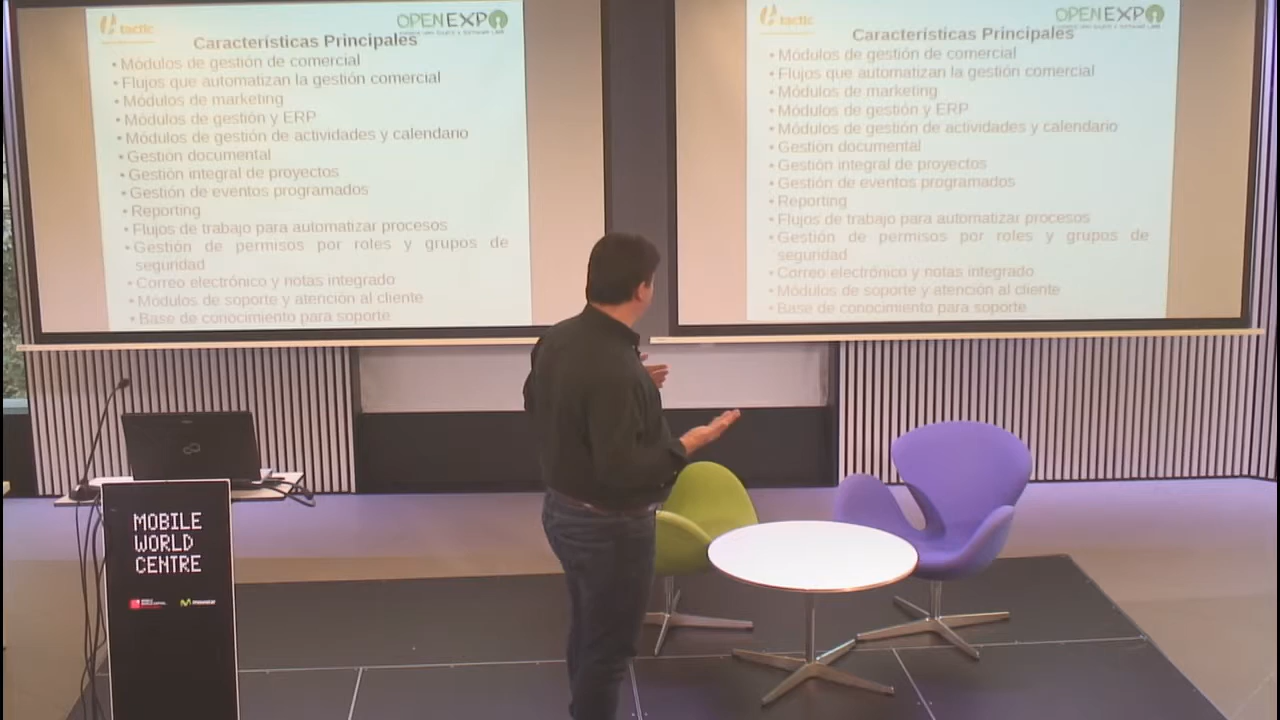 tactic
OPENEXPO
Características Principales
• Módulos de gestión de comercial
• Flujos que automatizan la gestión comercial
• Módulos de marketing
• Módulos de gestión y ERP
• Módulos de gestión de actividades y calendario
• Gestión documental
• Gestión integral de proyectos
• Gestión de eventos programados
• Reporting
• Flujos de trabajo para automatizar procesos
• Gestión de permisos por roles y grupos de
seguridad
• Correo electrónico y notas integrado
• Módulos de soporte y atención al cliente
• Base de conocimiento para soporte
tactic
OPENEXPO
Características Principales
• Módulos de gestión de comercial
• Flujos que automatizan la gestión comercial
• Módulos de marketing
• Módulos de gestión y ERP
• Módulos de gestión de actividades y calendario
• Gestión documental
• Gestión integral de proyectos
• Gestión de eventos programados
• Reporting
• Flujos de trabajo para automatizar procesos
• Gestión de permisos por roles y grupos de
seguridad
• Correo electrónico y notas integrado
• Módulos de soporte y atención al cliente
• Base de conocimiento para soporte
MOBILE
WORLD
CENTRE